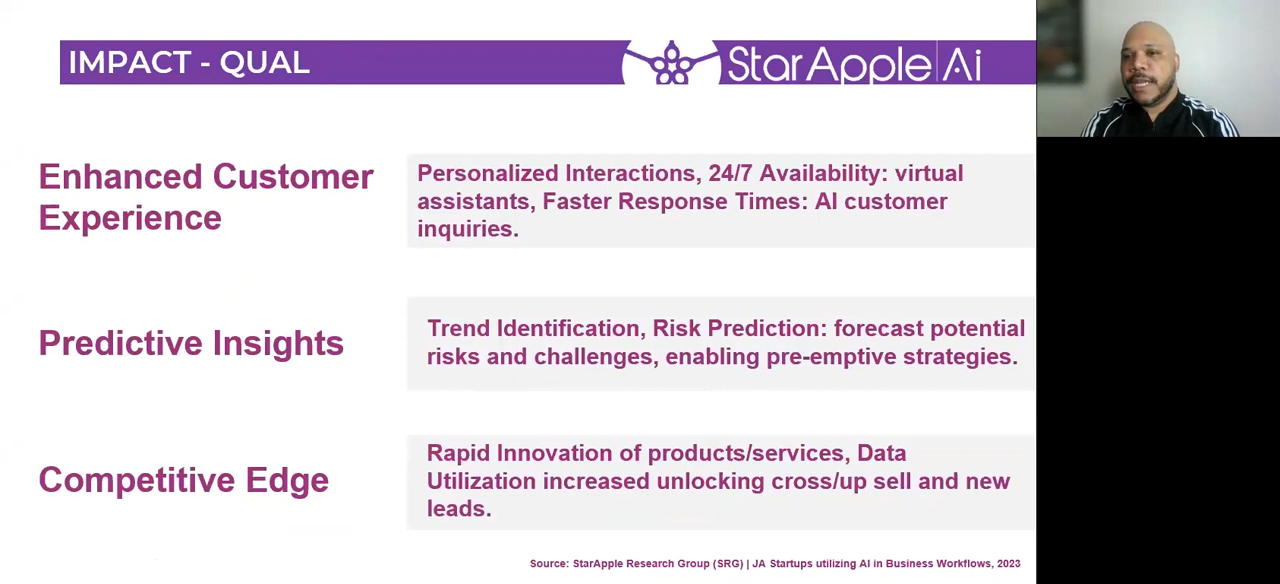 IMPACT - QUAL
StarApple Ai
Enhanced Customer
Experience
Personalized Interactions, 24/7 Availability: virtual
assistants, Faster Response Times: AI customer
inquiries.
Predictive Insights
Trend Identification, Risk Prediction: forecast potential
risks and challenges, enabling pre-emptive strategies.
Competitive Edge
Rapid Innovation of products/services, Data
Utilization increased unlocking cross/up sell and new
leads.
Source: StarApple Research Group (SRG) | JA Startups utilizing AI in Business Workflows, 2023